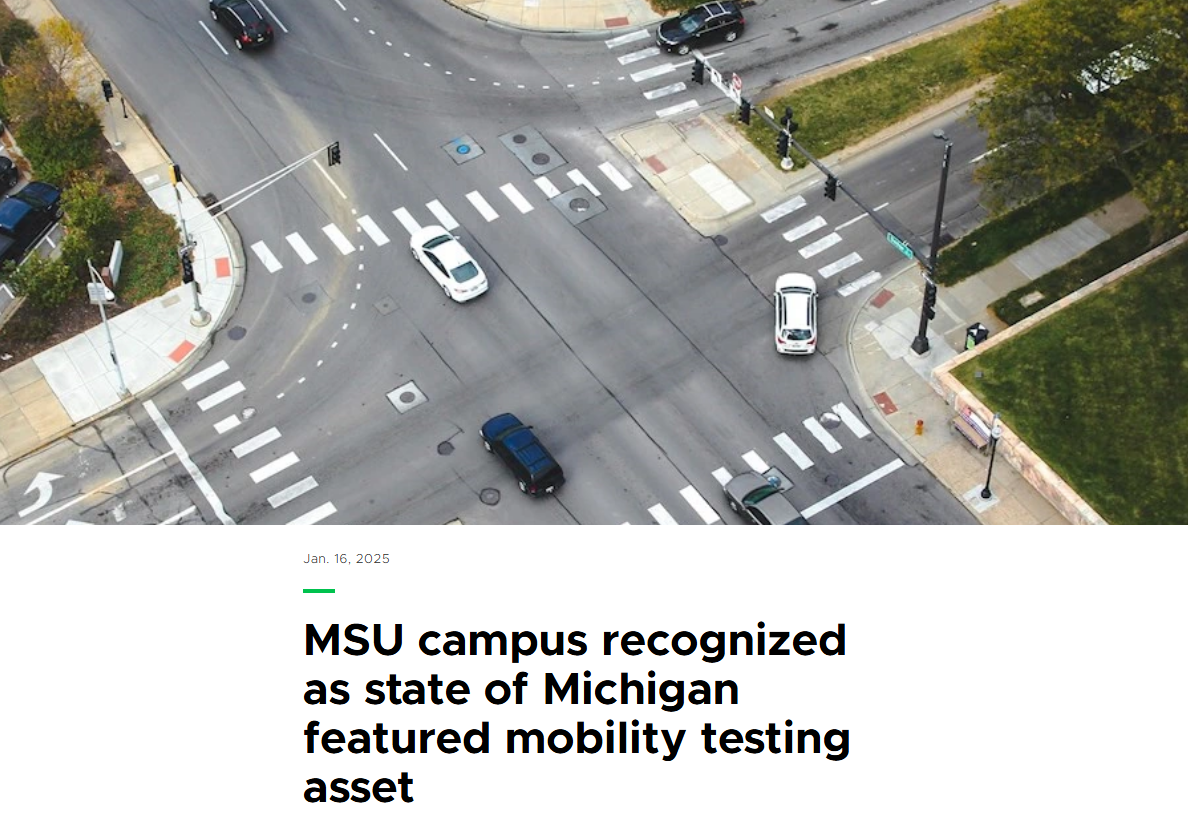 Jan. 16, 2025
MSU campus recognized
as state of Michigan
featured mobility testing
asset